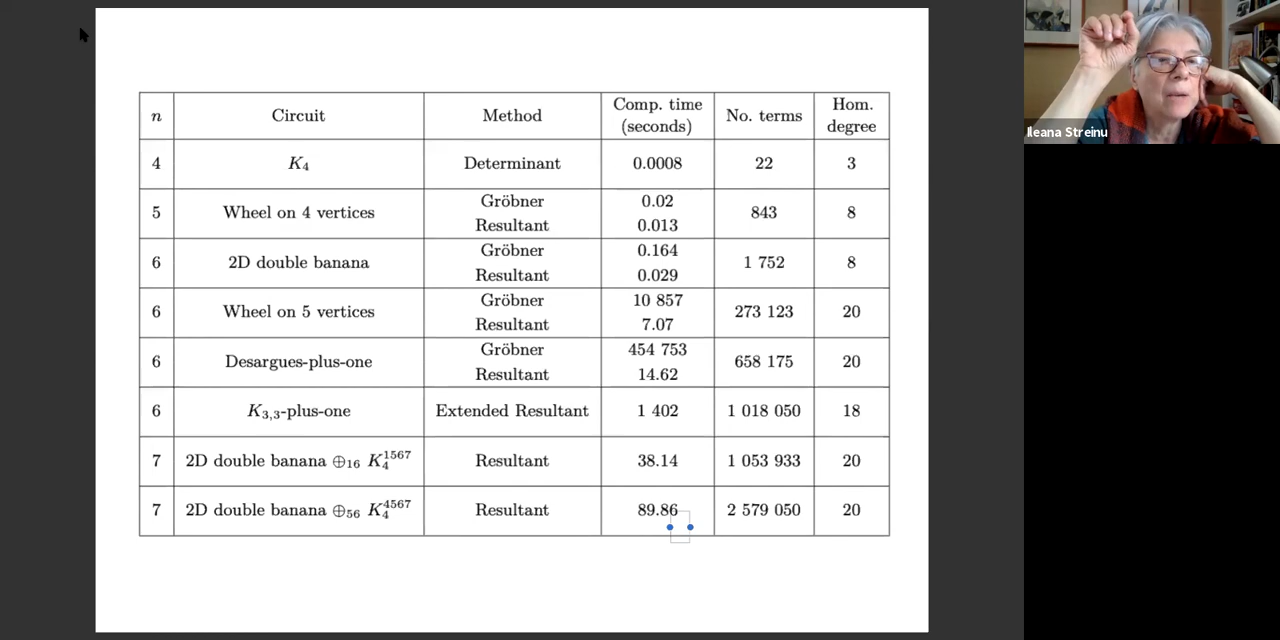 n Circuit Method Comp. time (seconds) No. terms Hom. degree
4 K₄ Determinant 0.0008 22 3
5 Wheel on 4 vertices Gröbner 0.02 843 8
Resultant 0.013
6 2D double banana Gröbner 0.164 1 752 8
Resultant 0.029
6 Wheel on 5 vertices Gröbner 10 857 273 123 20
Resultant 7.07
6 Desargues-plus-one Gröbner 454 753 658 175 20
Resultant 14.62
6 K₃,₃-plus-one Extended Resultant 1 402 1 018 050 18
7 2D double banana ⊕₁₆ K₄¹⁵⁶⁷ Resultant 38.14 1 053 933 20
7 2D double banana ⊕₅₆ K₄⁴⁵⁶⁷ Resultant 89.86 2 579 050 20
Ileana Streinu